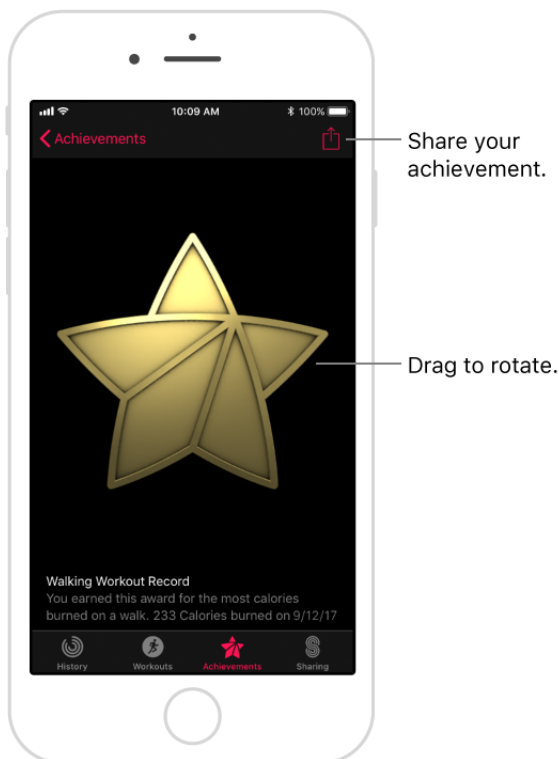 10:09 AM
100%
Achievements
Share your
achievement.
Drag to rotate.
Walking Workout Record
You earned this award for the most calories
burned on a walk. 233 Calories burned on 9/12/17
History Workouts Achievements Sharing